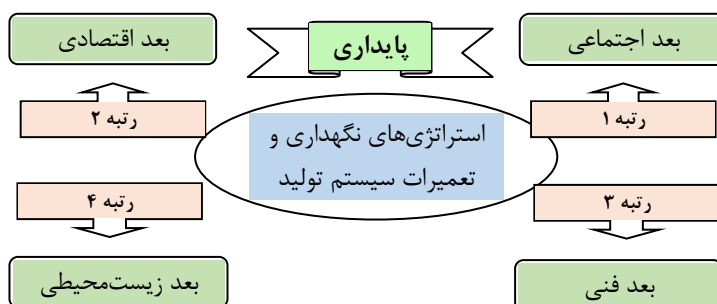 بعد اجتماعی
پایداری
بعد اقتصادی
رتبه ۱
رتبه ۲
استراتژی‌های نگهداری و
تعمیرات سیستم تولید
رتبه ۳
رتبه ۴
بعد فنی
بعد زیست‌محیطی